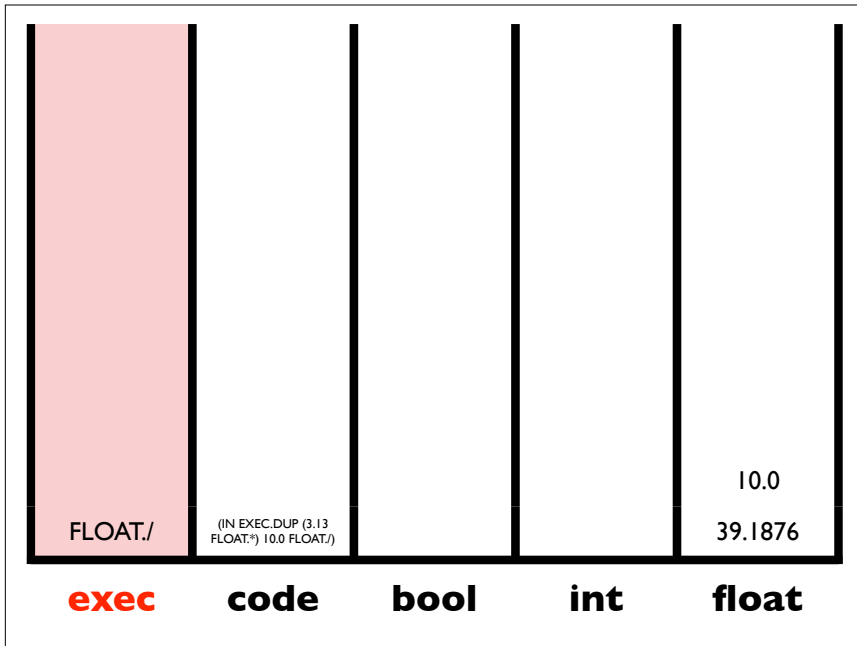 10.0
FLOAT./
(IN EXEC.DUP (3.13
FLOAT.*) 10.0 FLOAT./)
39.1876
exec code bool int float